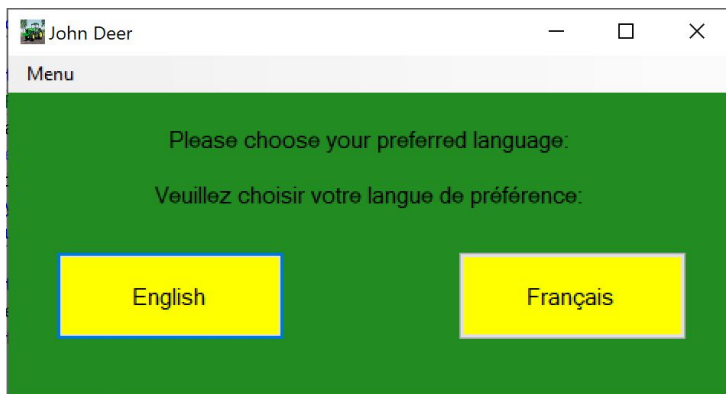 John Deer
Menu
Please choose your preferred language:
Veuillez choisir votre langue de préférence:
English
Français